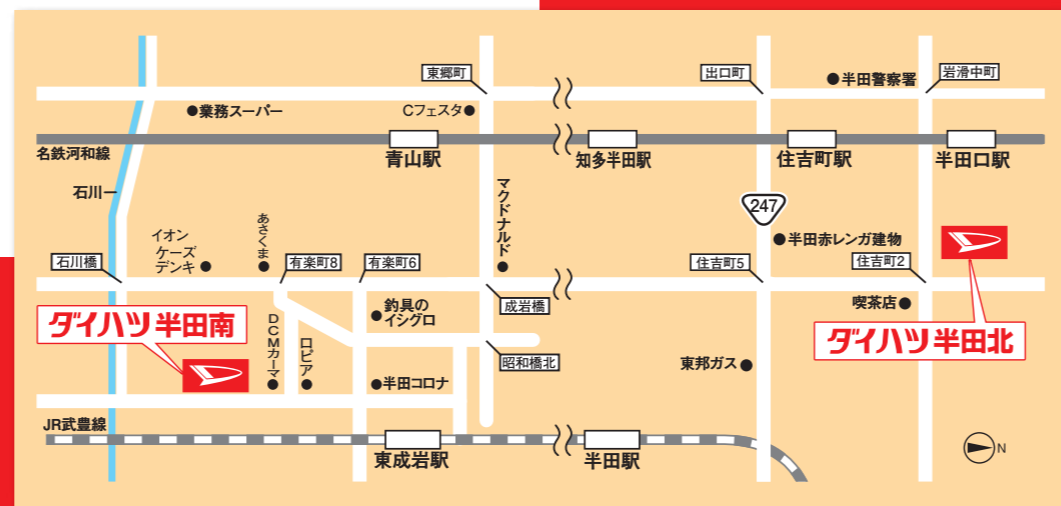 東郷町
出口町
岩滑中町
半田警察署
業務スーパー
Cフェスタ
名鉄河和線
青山駅
知多半田駅
住吉町駅
半田口駅
石川
マクドナルド
247
あさくま
イオン
ケーズ
デンキ
半田赤レンガ建物
石川橋
有楽町8
有楽町6
住吉町5
住吉町2
成岩橋
釣具の
イシグロ
喫茶店
ダイハツ 半田南
ダイハツ 半田北
DCMカーマ
ロピア
昭和橋北
東邦ガス
半田コロナ
JR武豊線
東成岩駅
半田駅
N